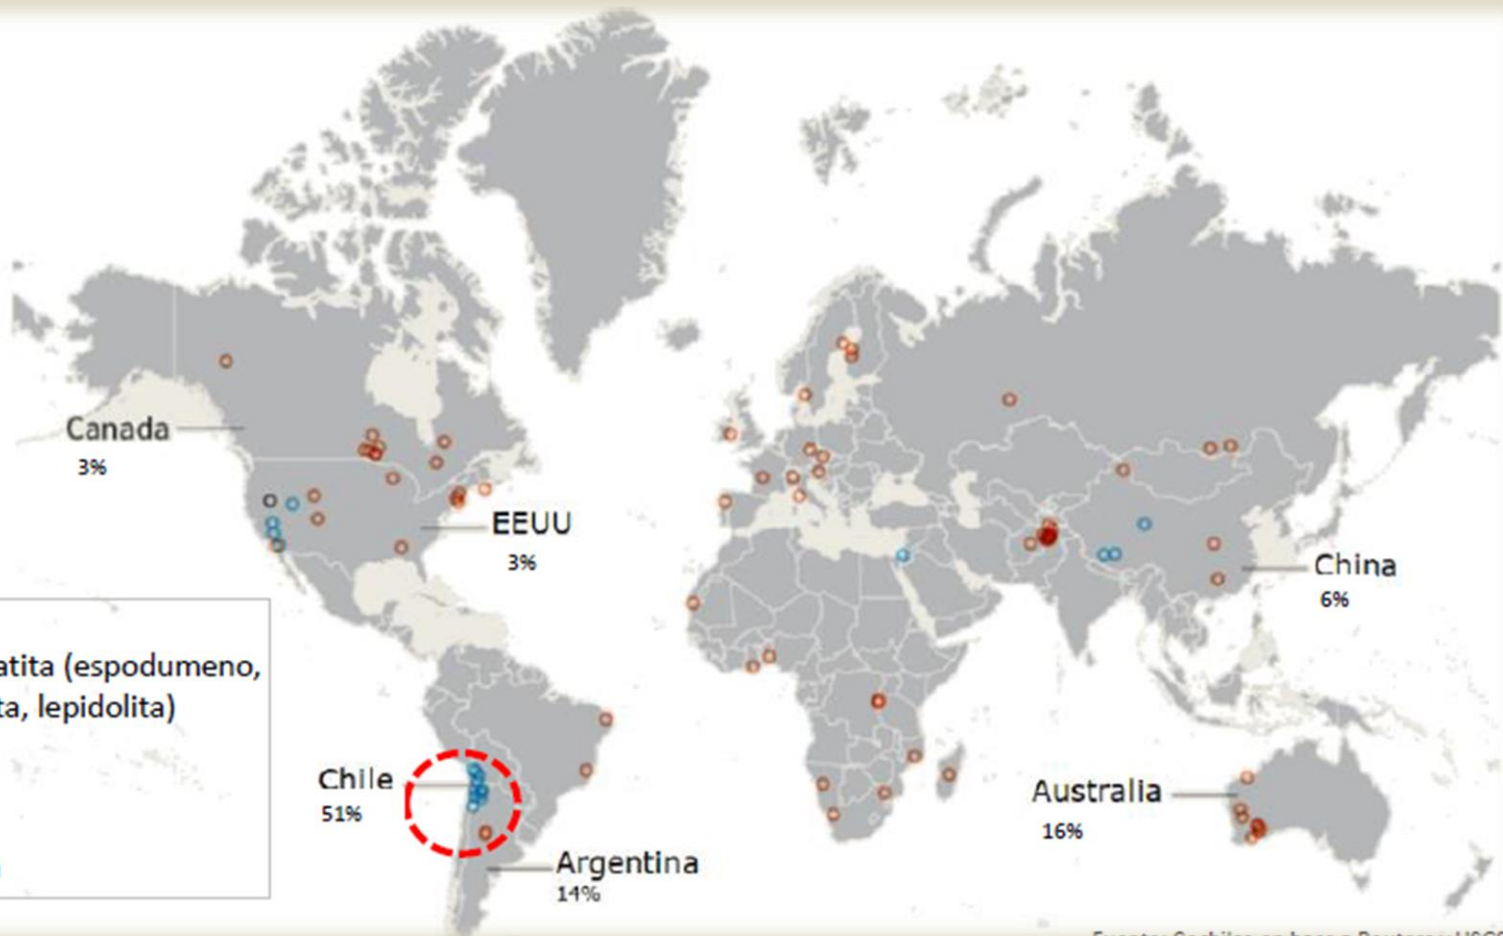 Canada
3%
EEUU
3%
China
6%
atita (espodumeno,
ta, lepidolita)
Chile
51%
Australia
16%
Argentina
14%